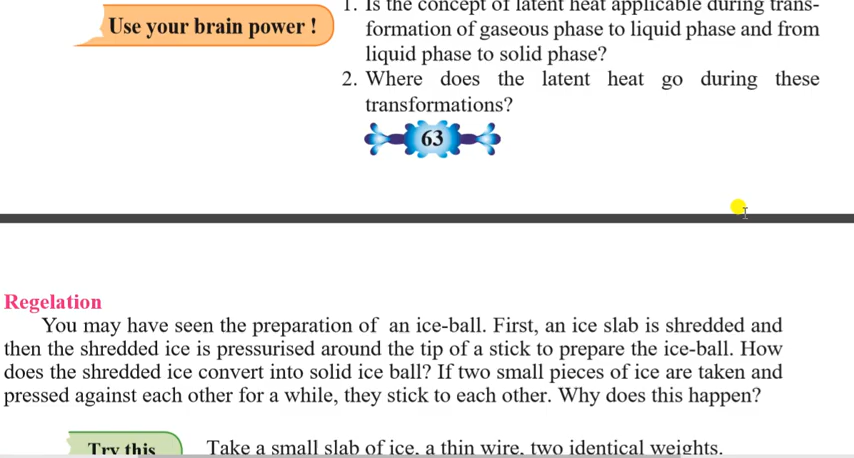 Use your brain power !
1. Is the concept of latent heat applicable during trans-
formation of gaseous phase to liquid phase and from
liquid phase to solid phase?
2. Where does the latent heat go during these
transformations?
63
Regelation
You may have seen the preparation of an ice-ball. First, an ice slab is shredded and
then the shredded ice is pressurised around the tip of a stick to prepare the ice-ball. How
does the shredded ice convert into solid ice ball? If two small pieces of ice are taken and
pressed against each other for a while, they stick to each other. Why does this happen?
Try this
Take a small slab of ice, a thin wire, two identical weights.